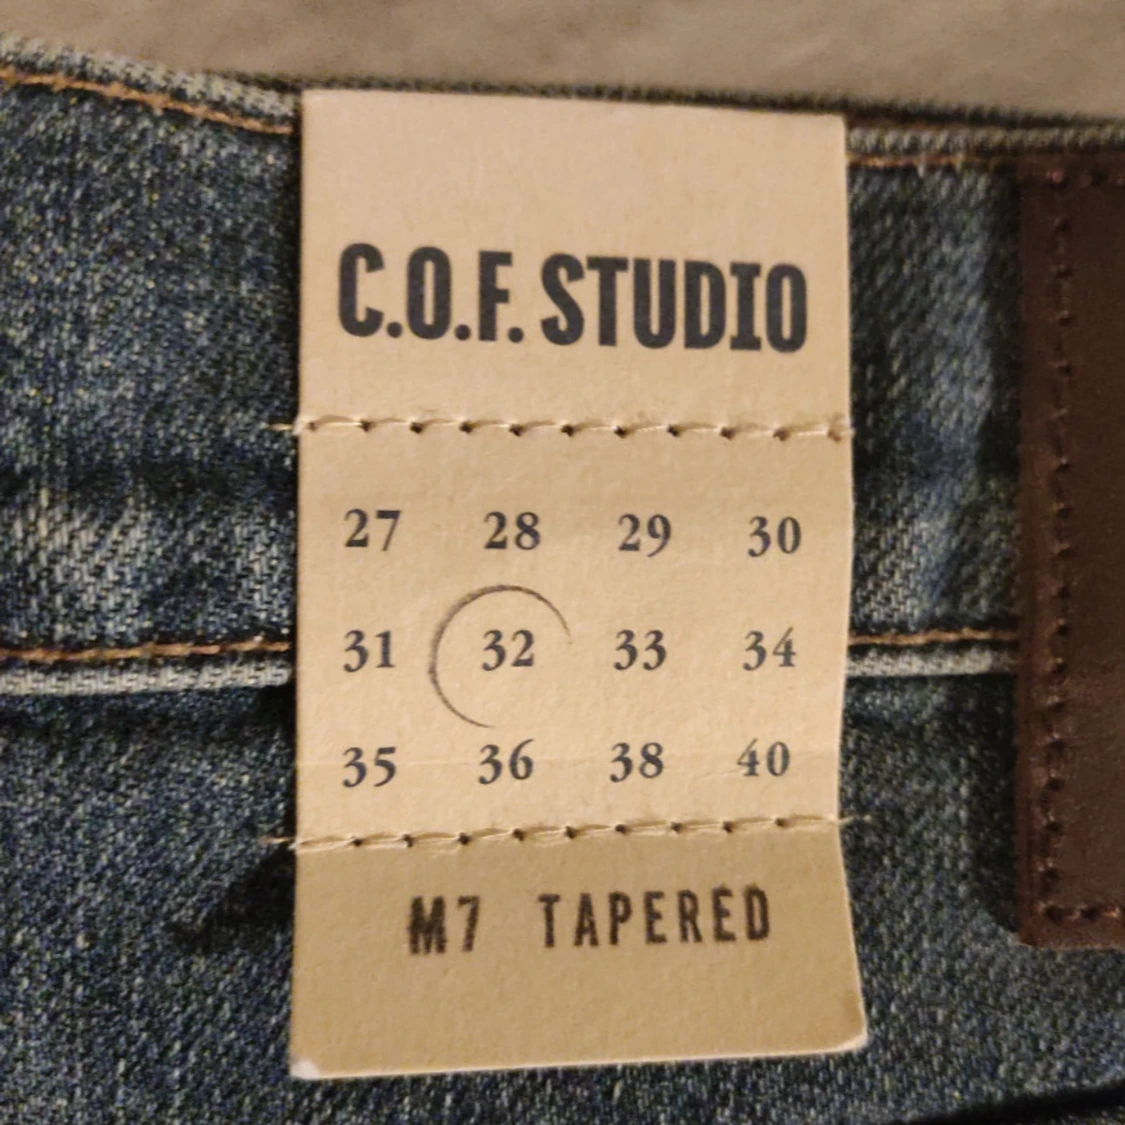 C.O.F. STUDIO
27 28 29 30
31 32 33 34
35 36 38 40
M7 TAPERED